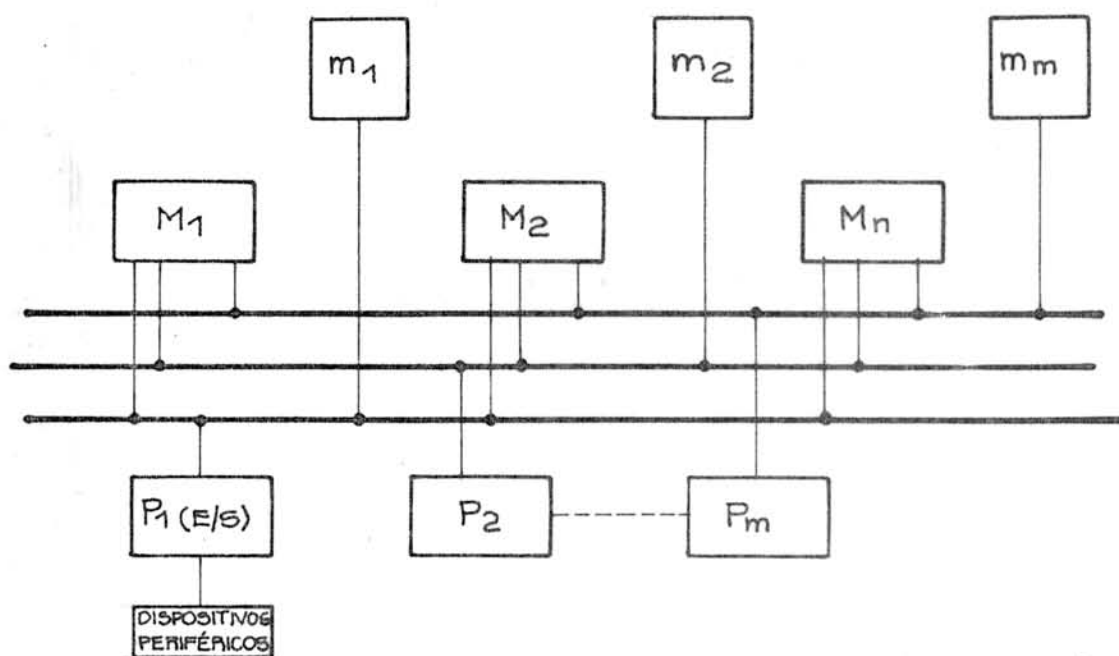 m1
m2
mm
M1
M2
Mn
P1 (E/S)
P2
Pm
DISPOSITIVOS
PERIFÉRICOS